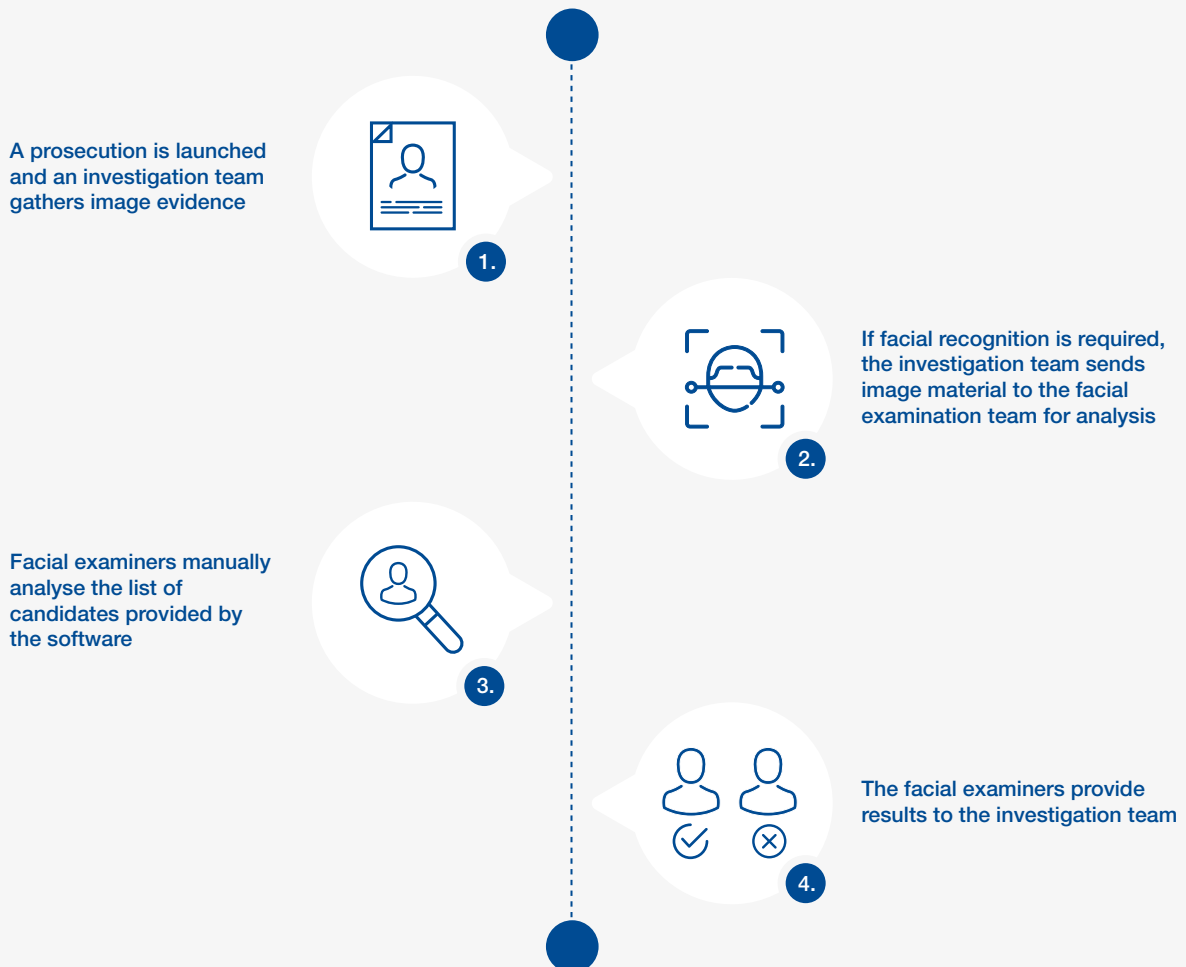 A prosecution is launched
and an investigation team
gathers image evidence
1.
If facial recognition is required,
the investigation team sends
image material to the facial
examination team for analysis
2.
Facial examiners manually
analyse the list of
candidates provided by
the software
3.
The facial examiners provide
results to the investigation team
4.